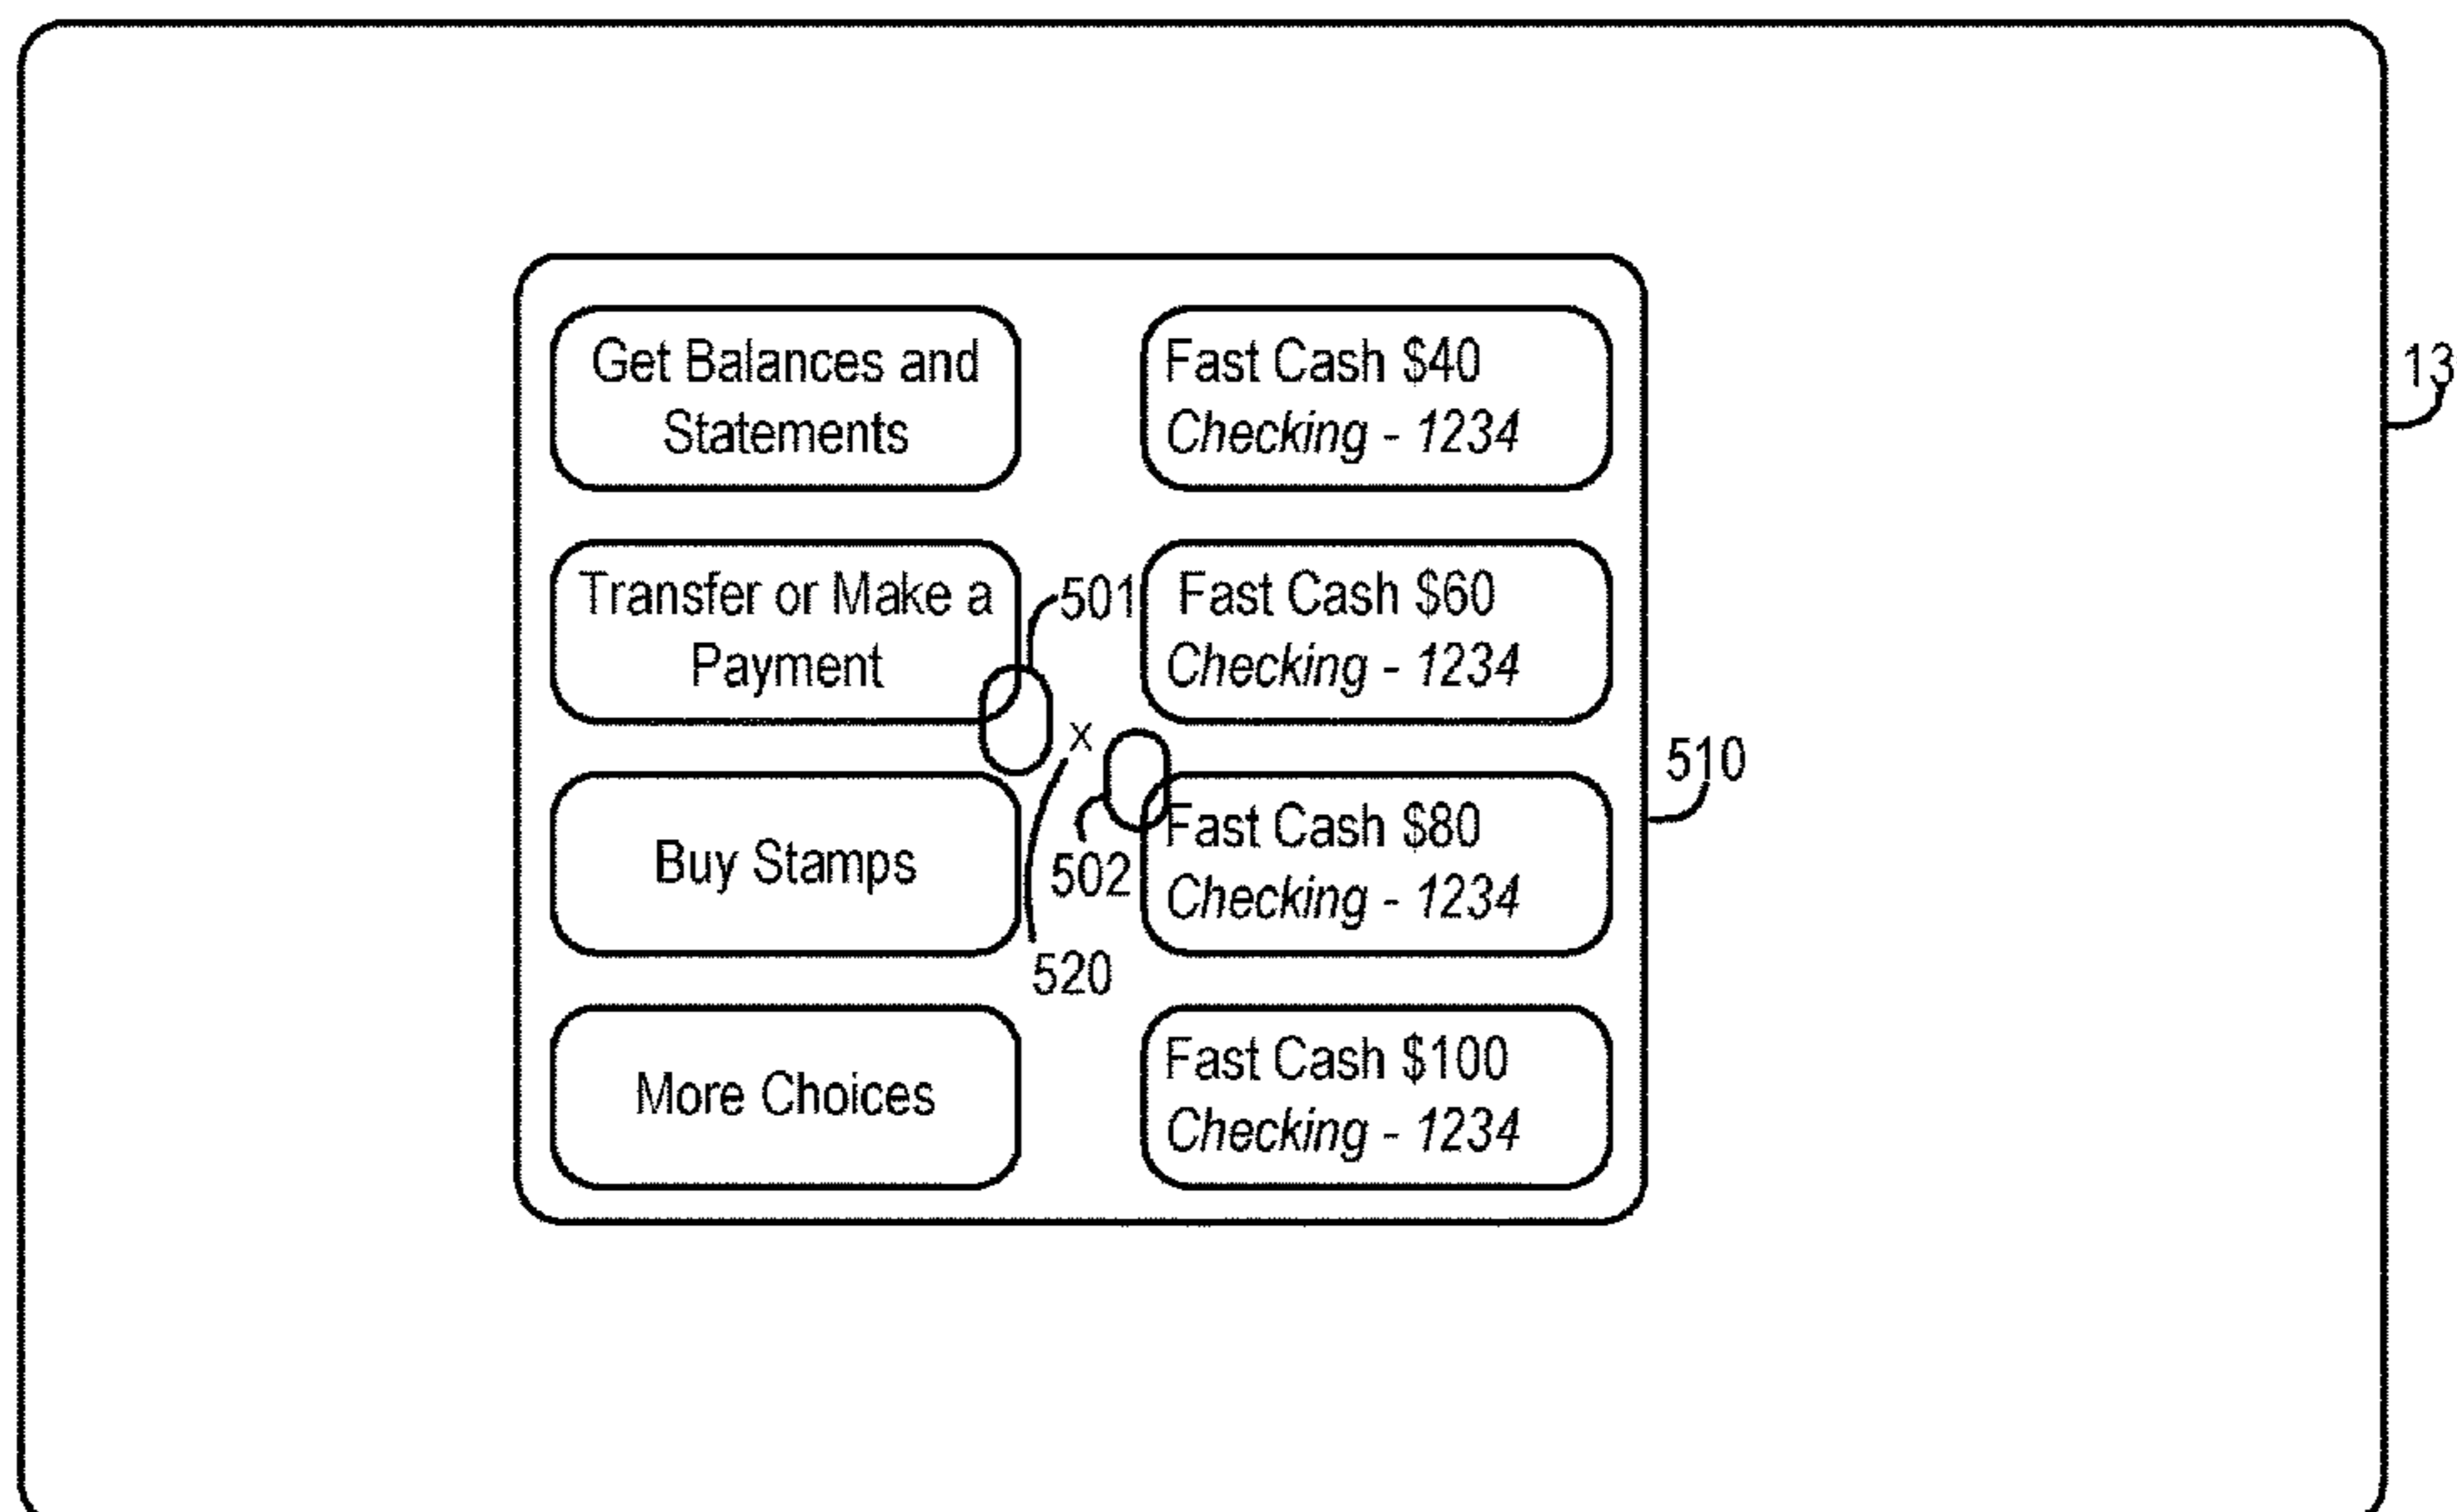 Get Balances and
Statements
Fast Cash $40
Checking - 1234
13
Transfer or Make a
Payment
501
Fast Cash $60
Checking - 1234
x
510
Buy Stamps
502
Fast Cash $80
Checking - 1234
520
More Choices
Fast Cash $100
Checking - 1234